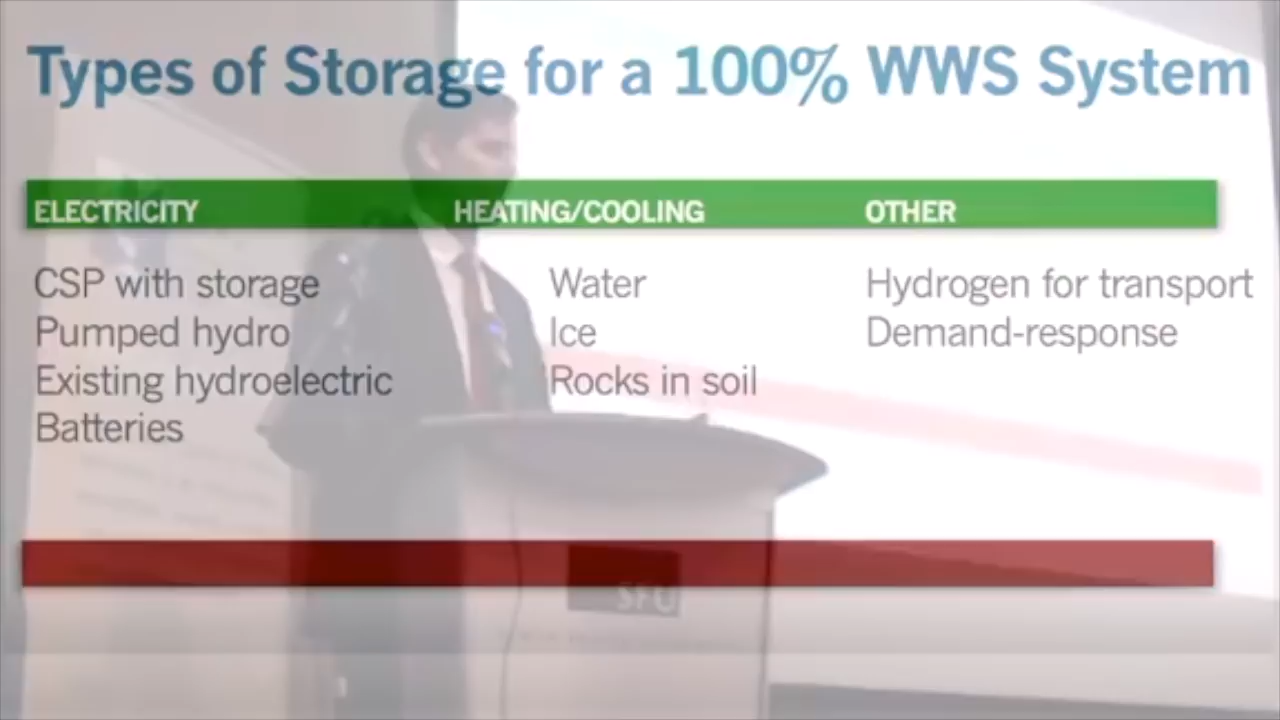 Types of Storage for a 100% WWS System
ELECTRICITY HEATING/COOLING OTHER
CSP with storage Water Hydrogen for transport
Pumped hydro Ice Demand-response
Existing hydroelectric Rocks in soil
Batteries
SFU